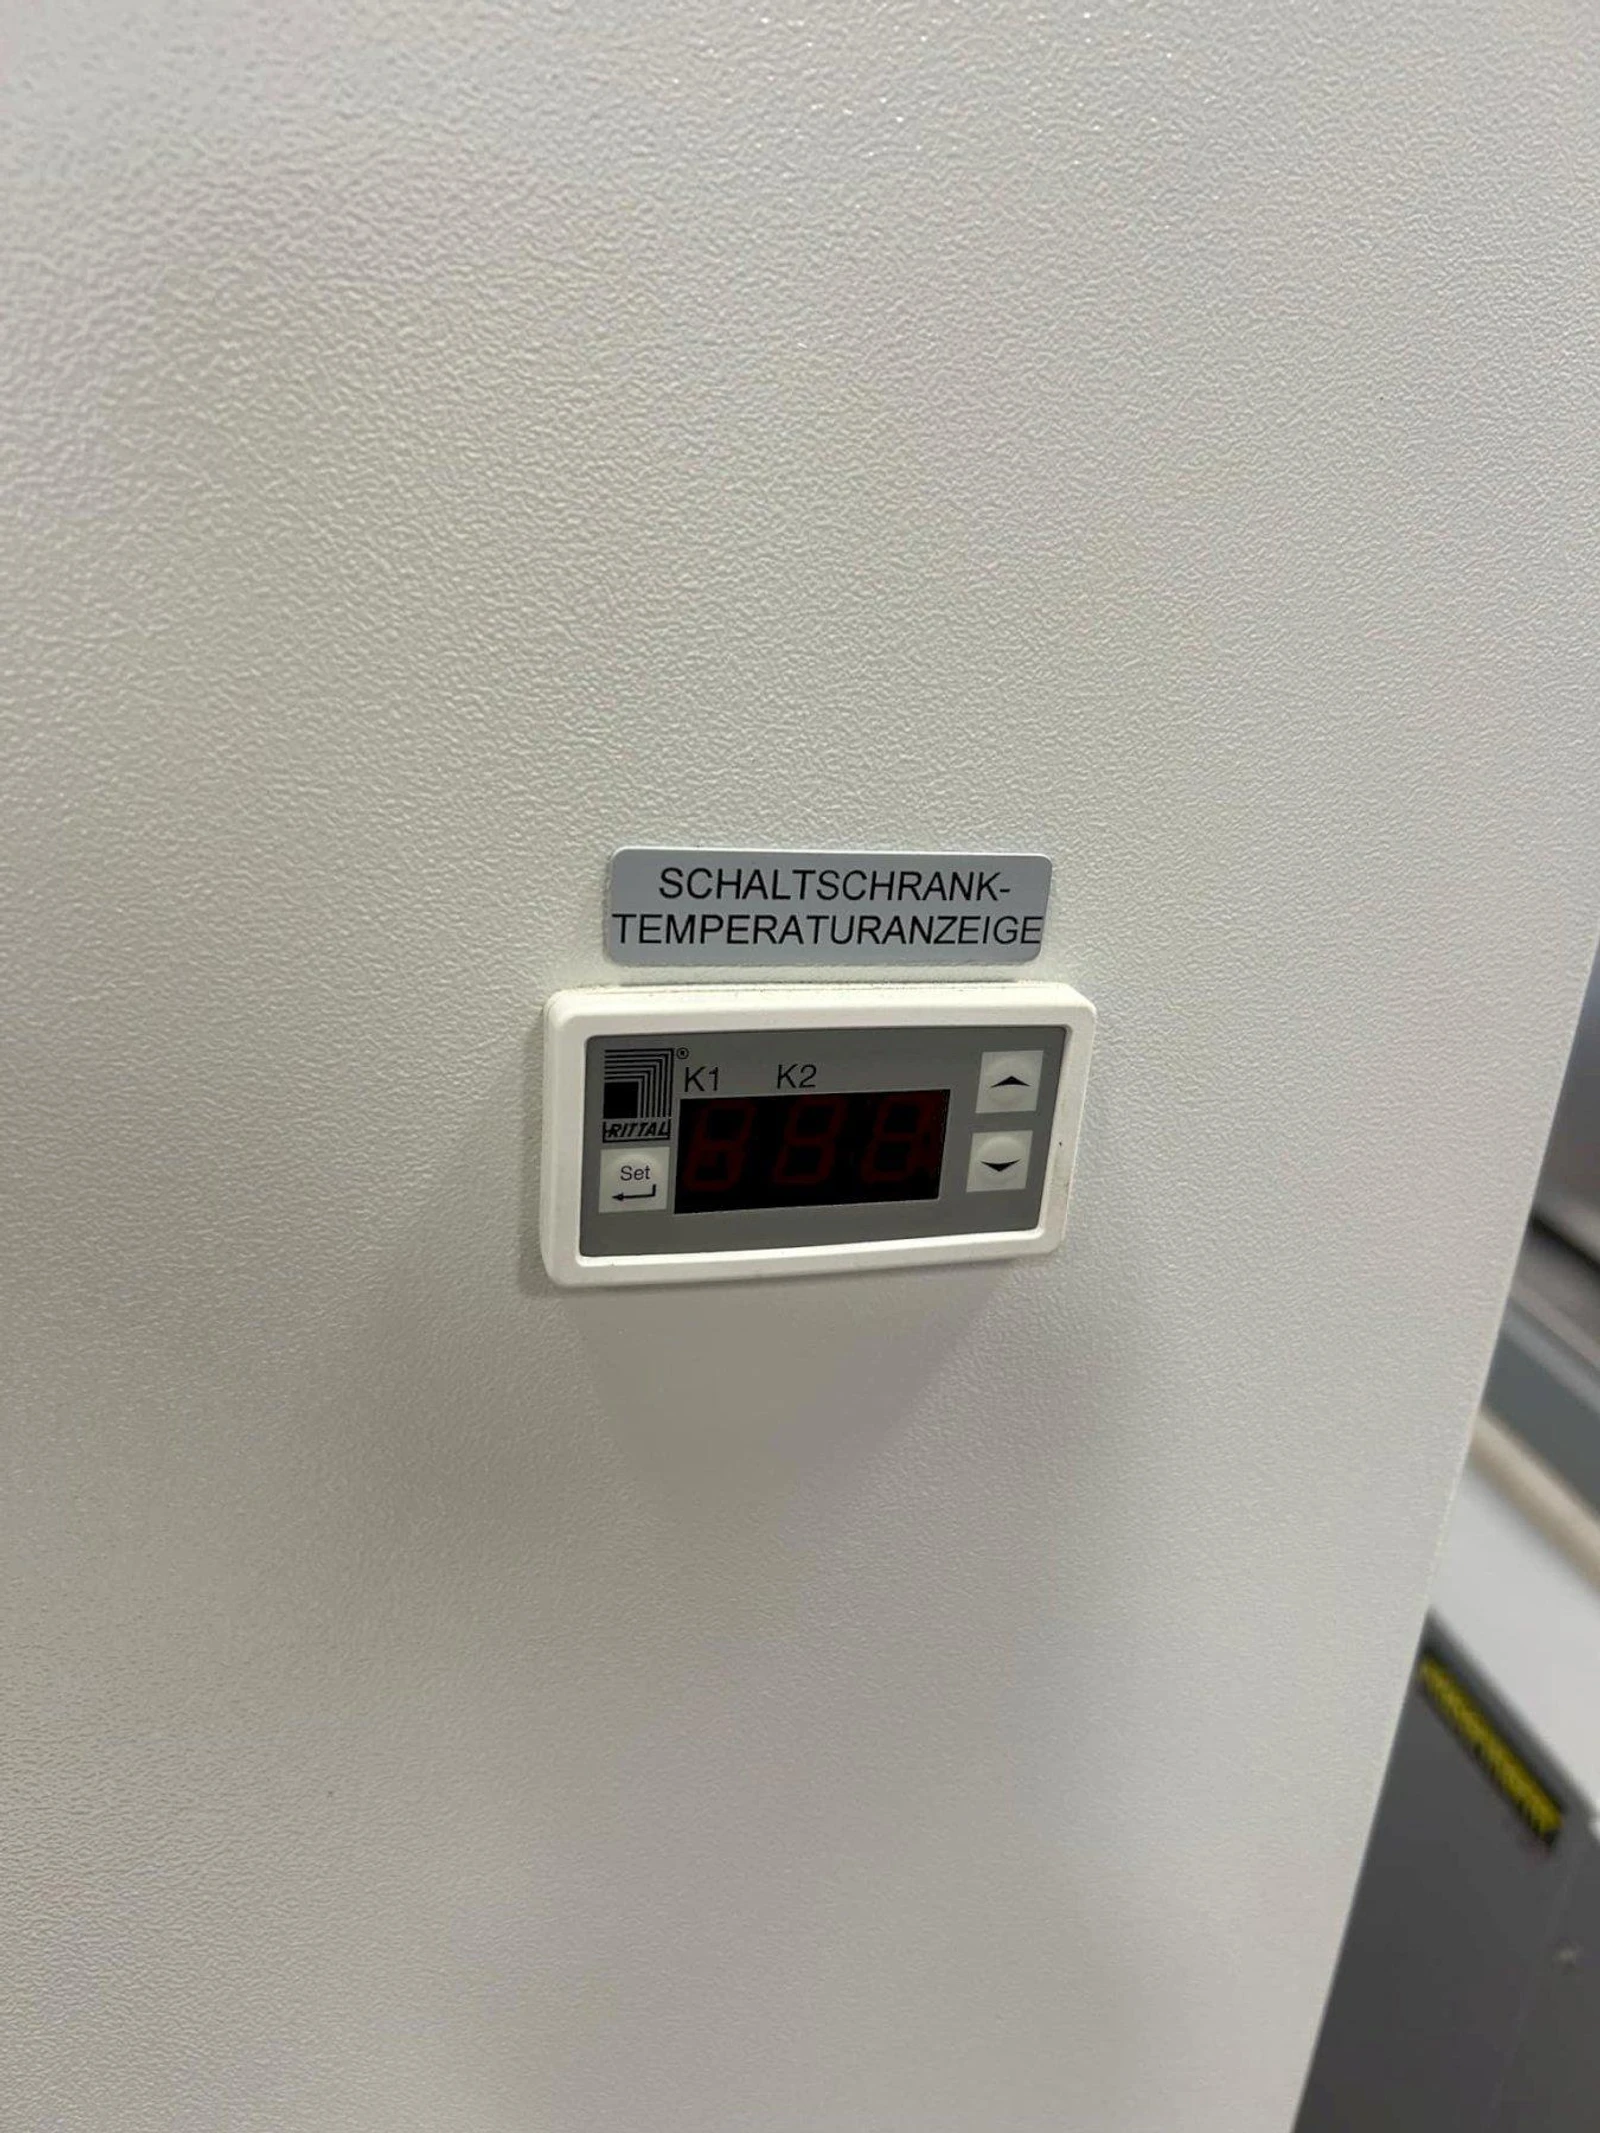 SCHALTSCHRANK-
TEMPERATURANZEIGE
®
K1 K2
RITTAL
Set